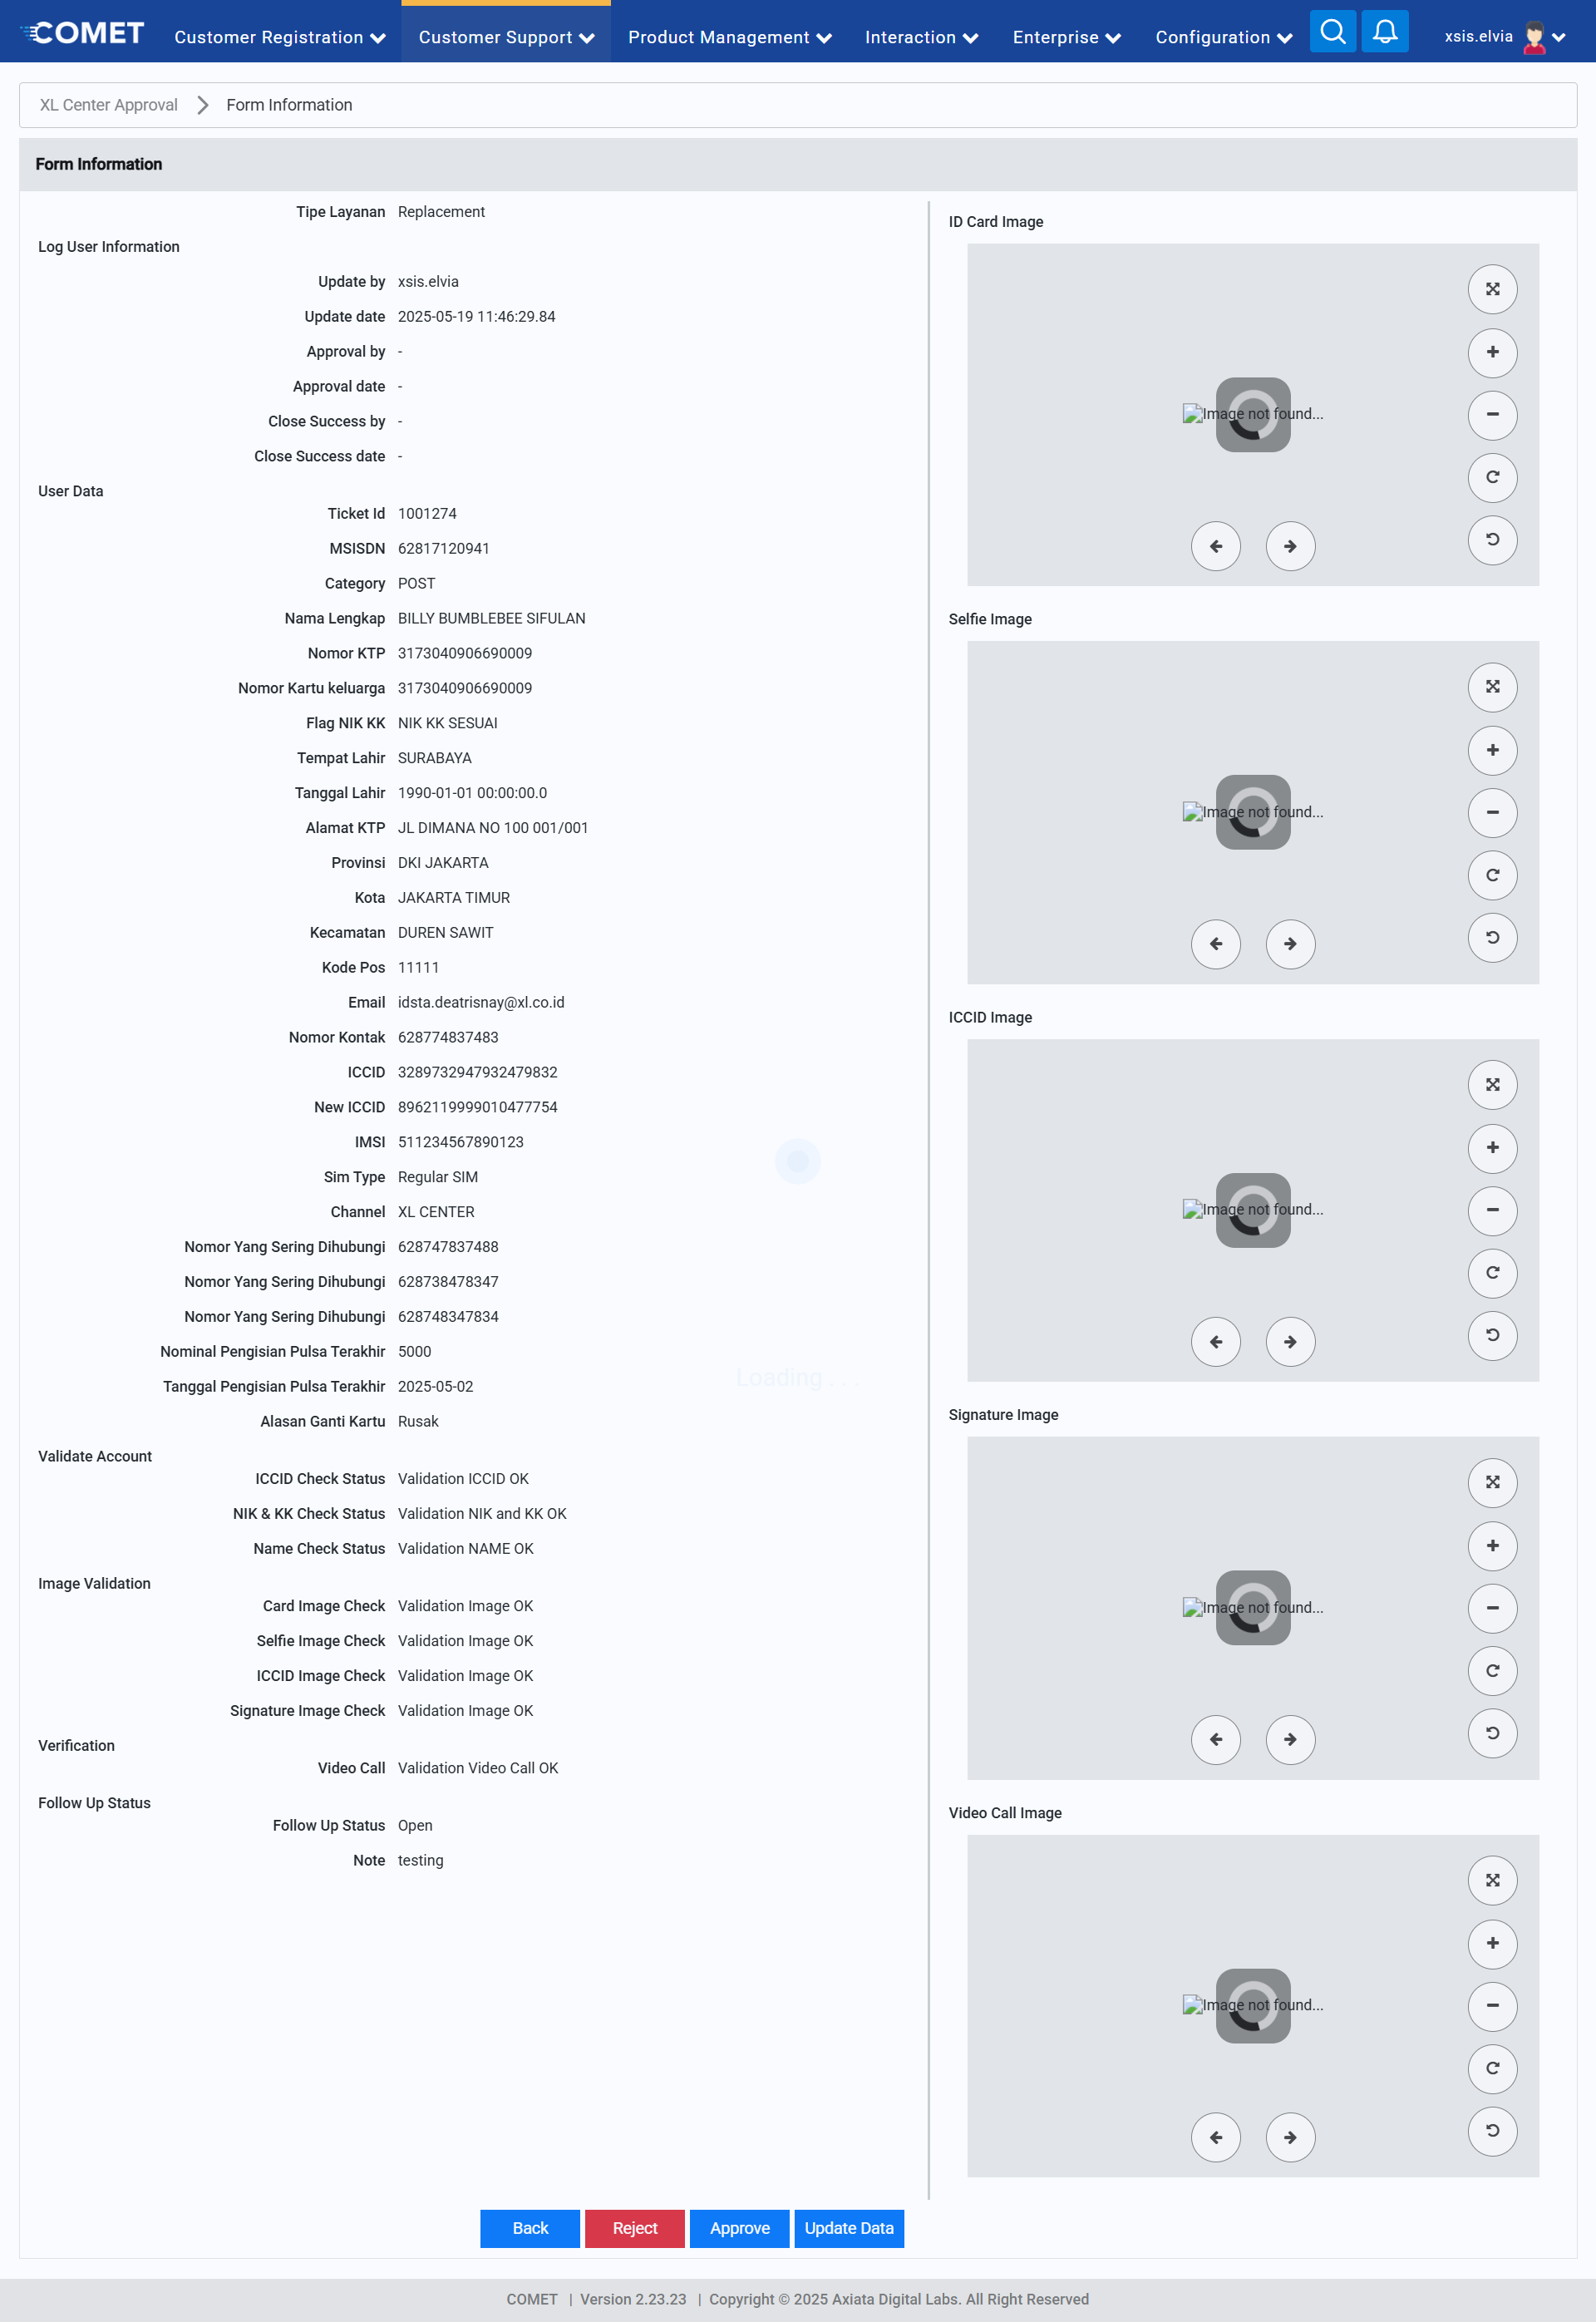 COMET Customer Registration Customer Support Product Management Interaction Enterprise Configuration xsis.elvia
XL Center Approval Form Information
Form Information
Tipe Layanan Replacement
Log User Information
Update by xsis.elvia
Update date 2025-05-19 11:46:29.84
Approval by -
Approval date -
Close Success by -
Close Success date -
User Data
Ticket Id 1001274
MSISDN 62817120941
Category POST
Nama Lengkap BILLY BUMBLEBEE SIFULAN
Nomor KTP 3173040906690009
Nomor Kartu keluarga 3173040906690009
Flag NIK KK NIK KK SESUAI
Tempat Lahir SURABAYA
Tanggal Lahir 1990-01-01 00:00:00.0
Alamat KTP JL DIMANA NO 100 001/001
Provinsi DKI JAKARTA
Kota JAKARTA TIMUR
Kecamatan DUREN SAWIT
Kode Pos 11111
Email idsta.deatrisnay@xl.co.id
Nomor Kontak 628774837483
ICCID 3289732947932479832
New ICCID 8962119999010477754
IMSI 511234567890123
Sim Type Regular SIM
Channel XL CENTER
Nomor Yang Sering Dihubungi 628747837488
Nomor Yang Sering Dihubungi 628738478347
Nomor Yang Sering Dihubungi 628748347834
Nominal Pengisian Pulsa Terakhir 5000
Tanggal Pengisian Pulsa Terakhir 2025-05-02
Alasan Ganti Kartu Rusak
Validate Account
ICCID Check Status Validation ICCID OK
NIK & KK Check Status Validation NIK and KK OK
Name Check Status Validation NAME OK
Image Validation
Card Image Check Validation Image OK
Selfie Image Check Validation Image OK
ICCID Image Check Validation Image OK
Signature Image Check Validation Image OK
Verification
Video Call Validation Video Call OK
Follow Up Status
Follow Up Status Open
Note testing
Loading . . .
ID Card Image
Image not found...
Selfie Image
Image not found...
ICCID Image
Image not found...
Signature Image
Image not found...
Video Call Image
Image not found...
Back Reject Approve Update Data
COMET | Version 2.23.23 | Copyright © 2025 Axiata Digital Labs. All Right Reserved